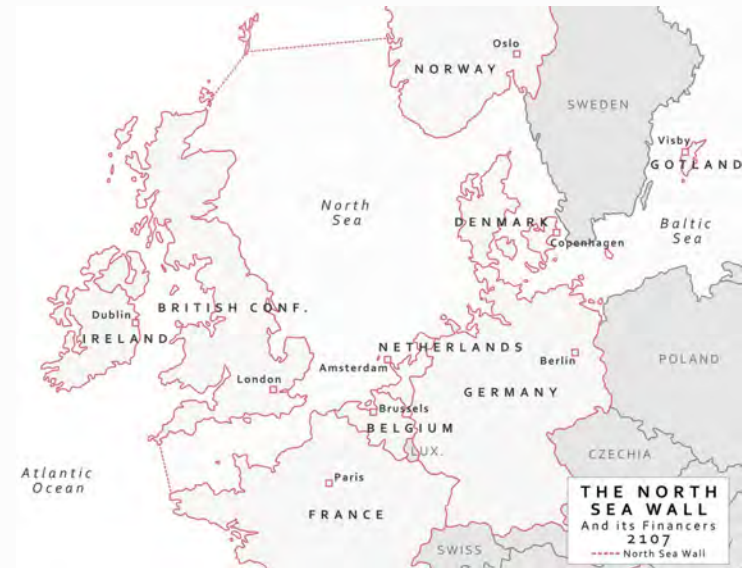 Oslo
NORWAY
SWEDEN
Visby
GOTLAND
North
Sea
DENMARK
Baltic
Sea
Copenhagen
BRITISH CONF.
Dublin
IRELAND
NETHERLANDS
Amsterdam
Berlin
POLAND
London
GERMANY
Brussels
BELGIUM
LUX.
CZECHIA
Atlantic
Ocean
Paris
FRANCE
THE NORTH
SEA WALL
And its Financers
2107
North Sea Wall
SWISS